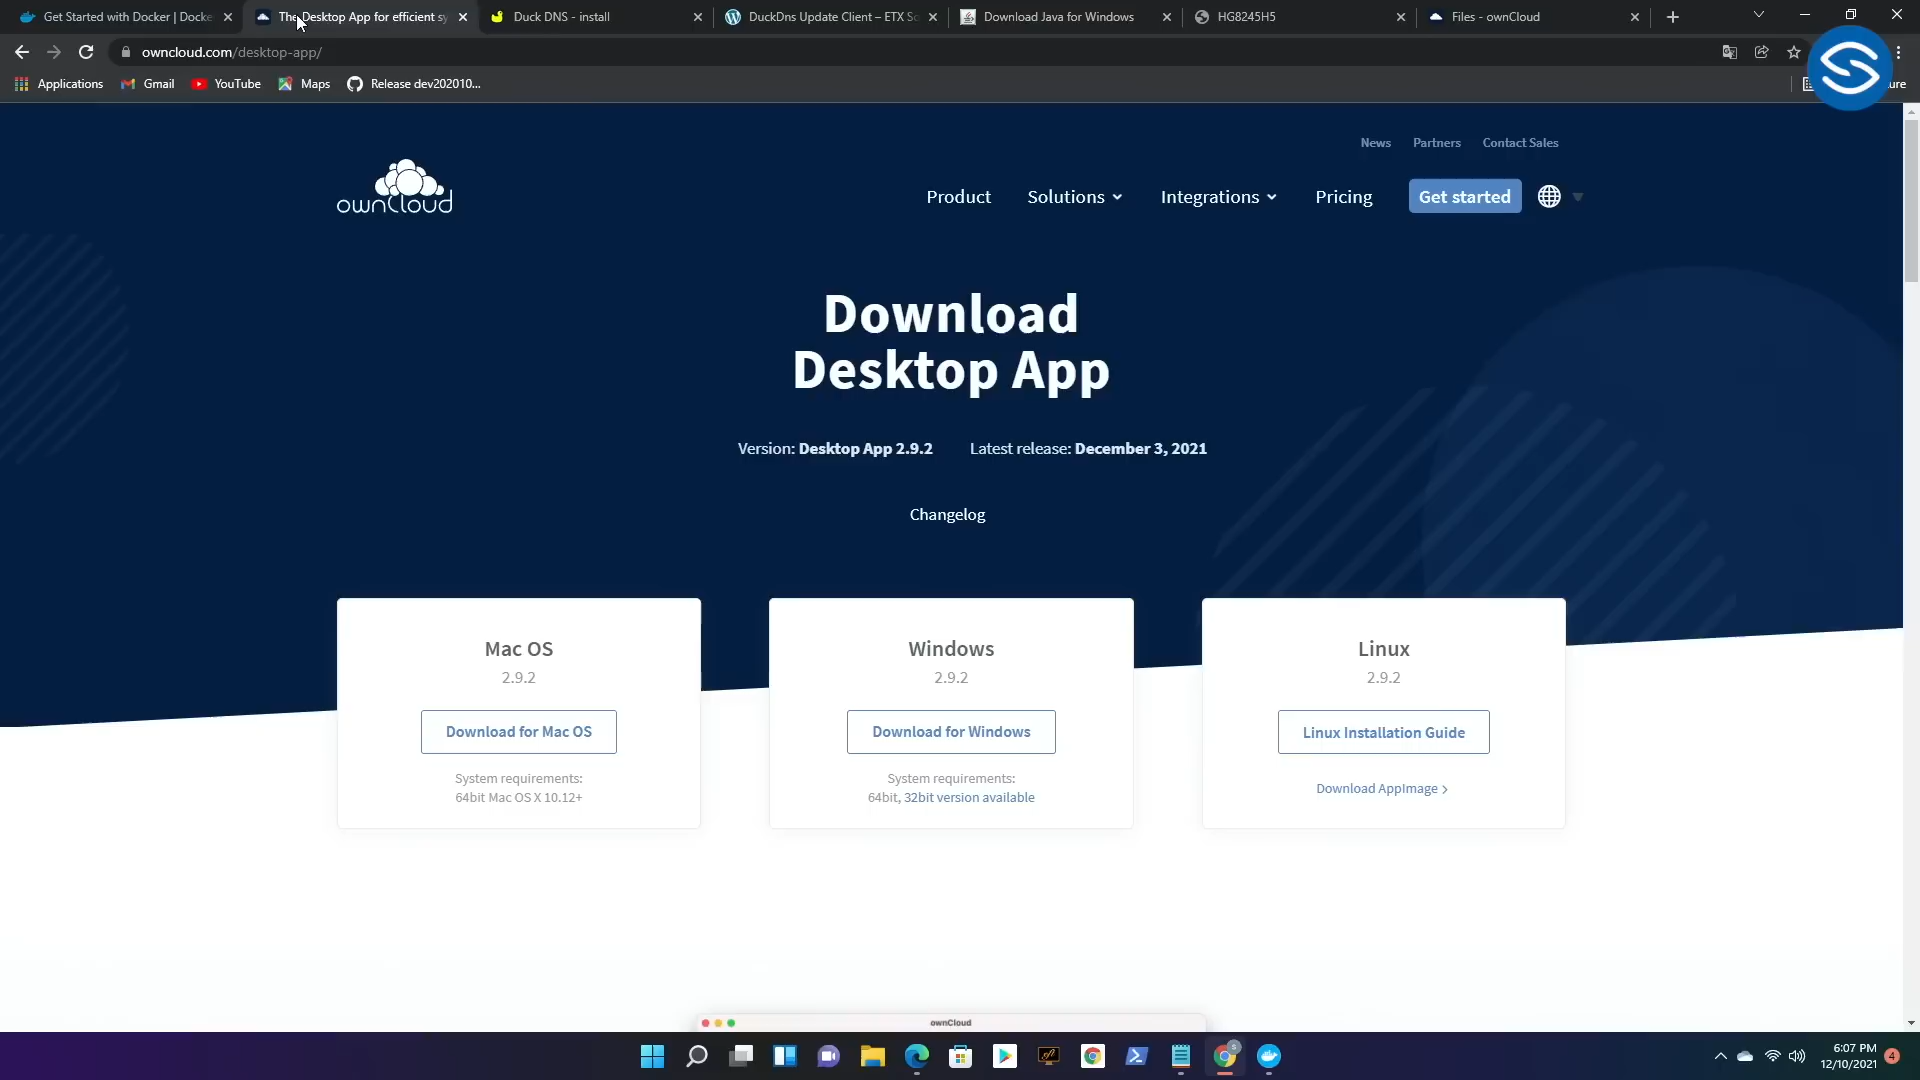 Get Started with Docker | Docke
The Desktop App for efficient sy
Duck DNS - install
DuckDns Update Client – ETX So
Download Java for Windows
HG8245H5
Files - ownCloud
owncloud.com/desktop-app/
Applications
Gmail
YouTube
Maps
Release dev202010...
ure
News
Partners
Contact Sales
ownCloud
Product
Solutions
Integrations
Pricing
Get started
Download
Desktop App
Version: Desktop App 2.9.2
Latest release: December 3, 2021
Changelog
Mac OS
2.9.2
Download for Mac OS
System requirements:
64bit Mac OS X 10.12+
Windows
2.9.2
Download for Windows
System requirements:
64bit, 32bit version available
Linux
2.9.2
Linux Installation Guide
Download AppImage >
ownCloud
6:07 PM
12/10/2021
4